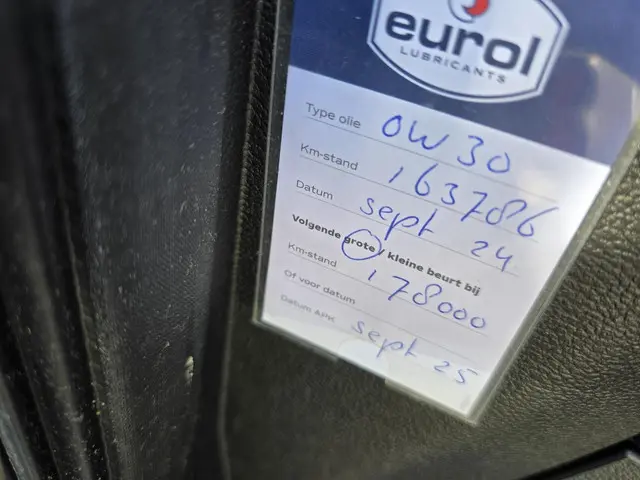 eurol
LUBRICANTS
Type olie 0W30
Km-stand 163786
Datum sept 24
Volgende grote / kleine beurt bij
Km-stand 178000
Of voor datum
Datum APK sept 25